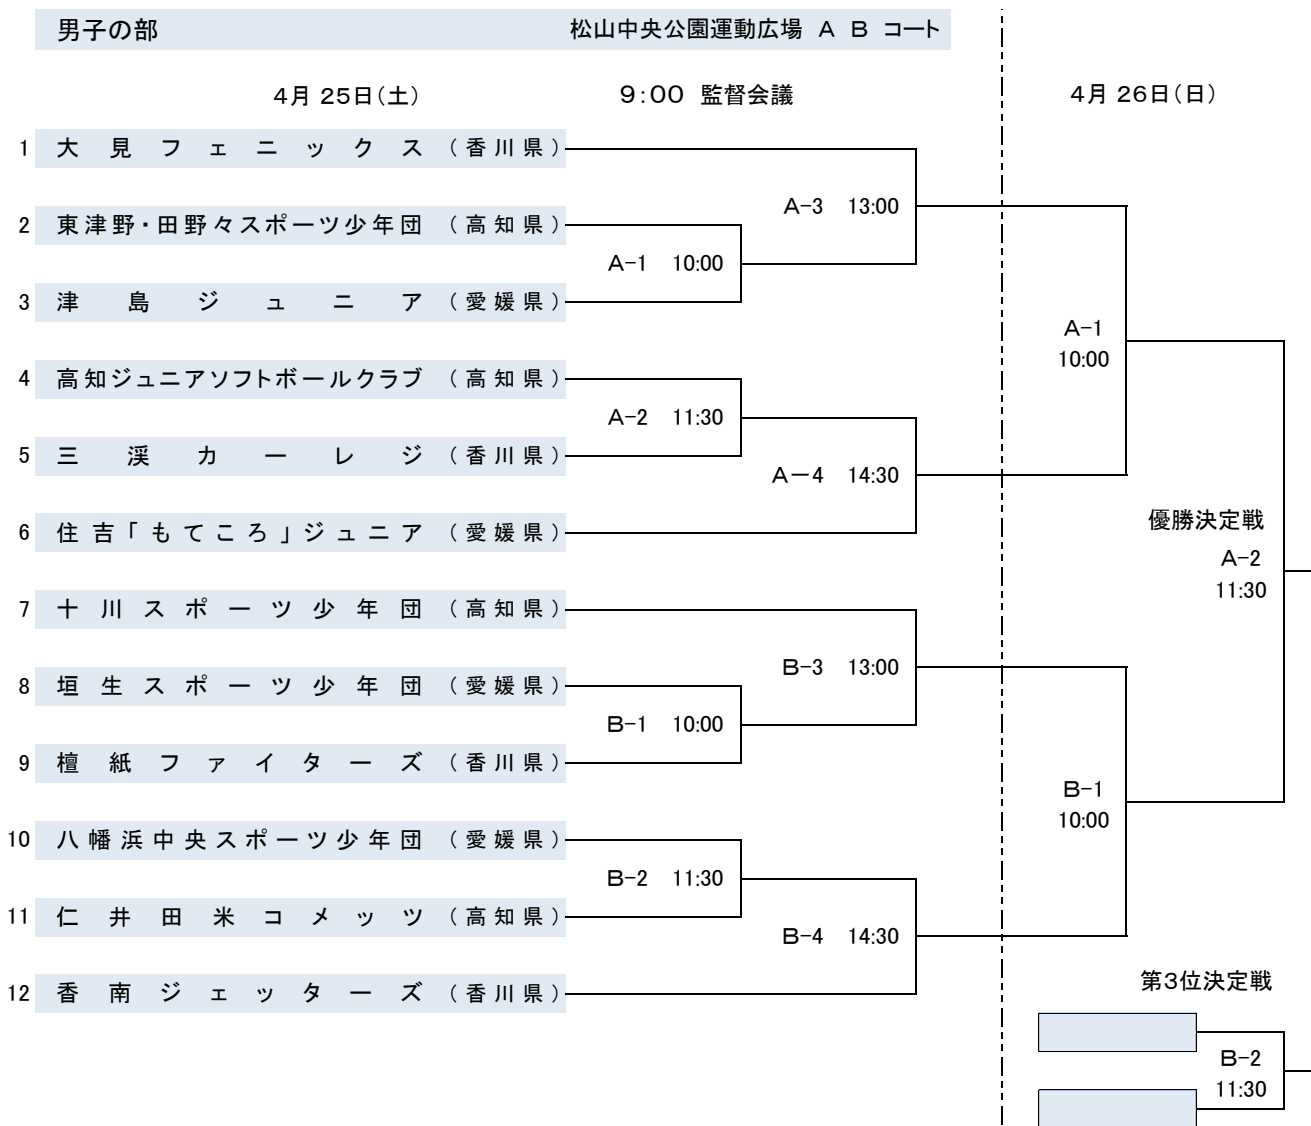 男子の部 松山中央公園運動広場 A B コート
4月 25日(土) 9:00 監督会議 4月 26日(日)
1 大見フェニックス (香川県)
A-3 13:00
2 東津野・田野々スポーツ少年団 (高知県)
A-1 10:00
3 津島ジュニア (愛媛県)
A-1
10:00
4 高知ジュニアソフトボールクラブ (高知県)
A-2 11:30
5 三渓カーレジ (香川県)
A－4 14:30
6 住吉「もてころ」ジュニア (愛媛県)
優勝決定戦
A-2
11:30
7 十川スポーツ少年団 (高知県)
B-3 13:00
8 垣生スポーツ少年団 (愛媛県)
B-1 10:00
9 檀紙ファイターズ (香川県)
B-1
10:00
10 八幡浜中央スポーツ少年団 (愛媛県)
B-2 11:30
11 仁井田米コメッツ (高知県)
B-4 14:30
12 香南ジェッターズ (香川県)
第3位決定戦
B-2
11:30